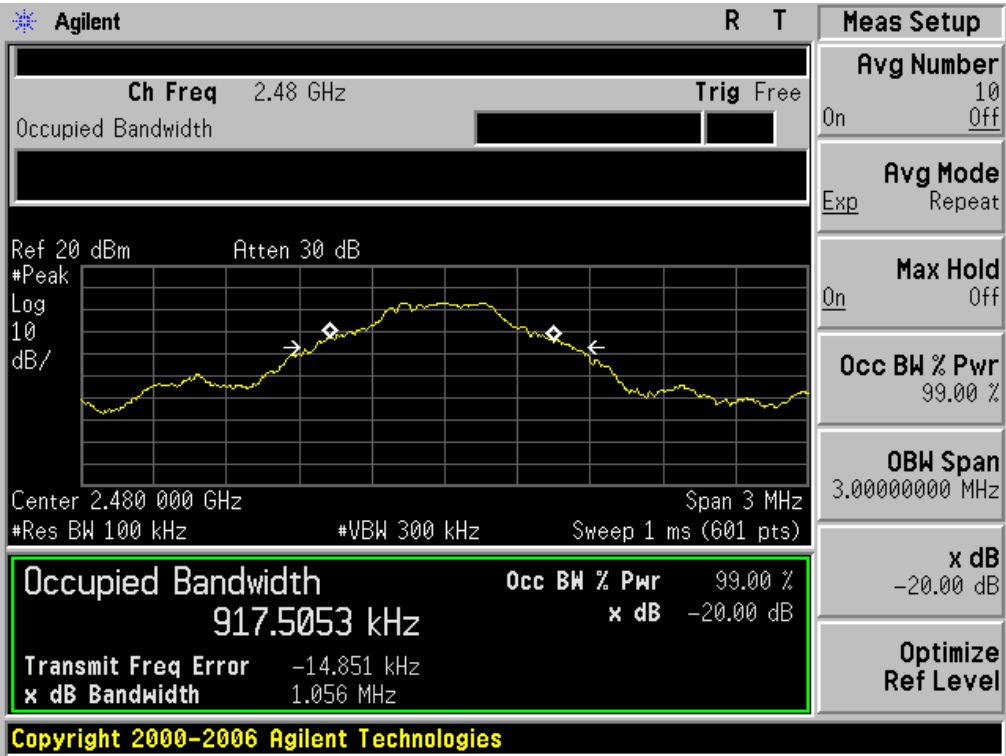 Agilent R T
Ch Freq 2.48 GHz Trig Free
Occupied Bandwidth
Ref 20 dBm Atten 30 dB
#Peak
Log
10
dB/
Center 2.480 000 GHz Span 3 MHz
#Res BW 100 kHz #VBW 300 kHz Sweep 1 ms (601 pts)
Occupied Bandwidth Occ BW % Pwr 99.00 %
917.5053 kHz x dB -20.00 dB
Transmit Freq Error -14.851 kHz
x dB Bandwidth 1.056 MHz
Copyright 2000-2006 Agilent Technologies
Meas Setup
Avg Number
10
On Off
Avg Mode
Exp Repeat
Max Hold
On Off
Occ BW % Pwr
99.00 %
OBW Span
3.00000000 MHz
x dB
-20.00 dB
Optimize
Ref Level